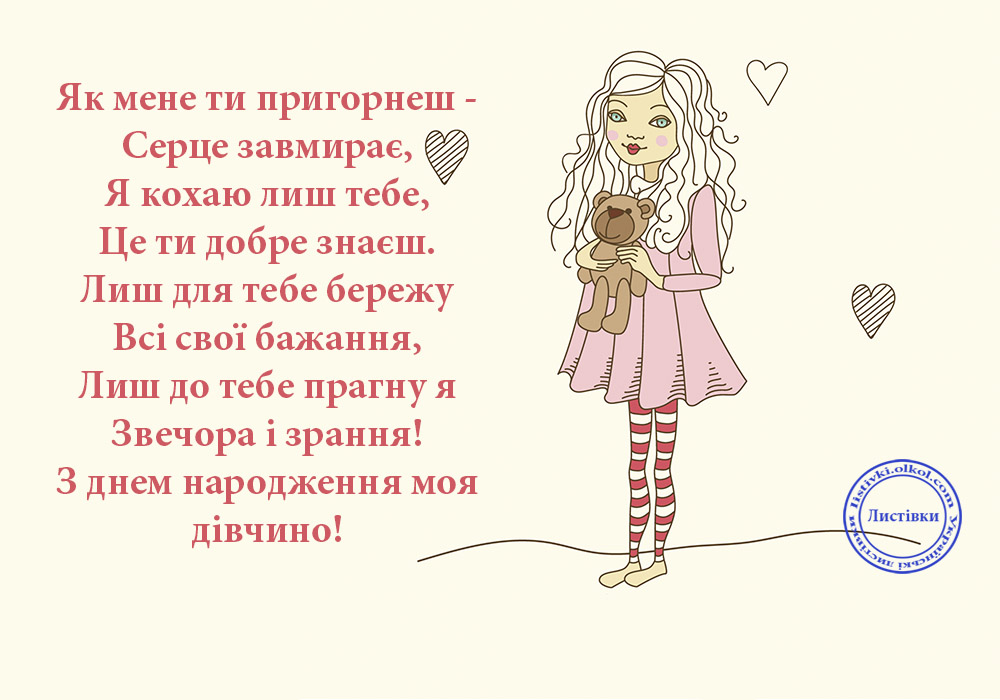 Як мене ти пригорнеш -
Серце завмирає,
Я кохаю лиш тебе,
Це ти добре знаєш.
Лиш для тебе бережу
Всі свої бажання,
Лиш до тебе прагну я
Звечора і зрання!
З днем народження моя
дівчино!
listivki.olkol.com
Листівки
Українські листівки